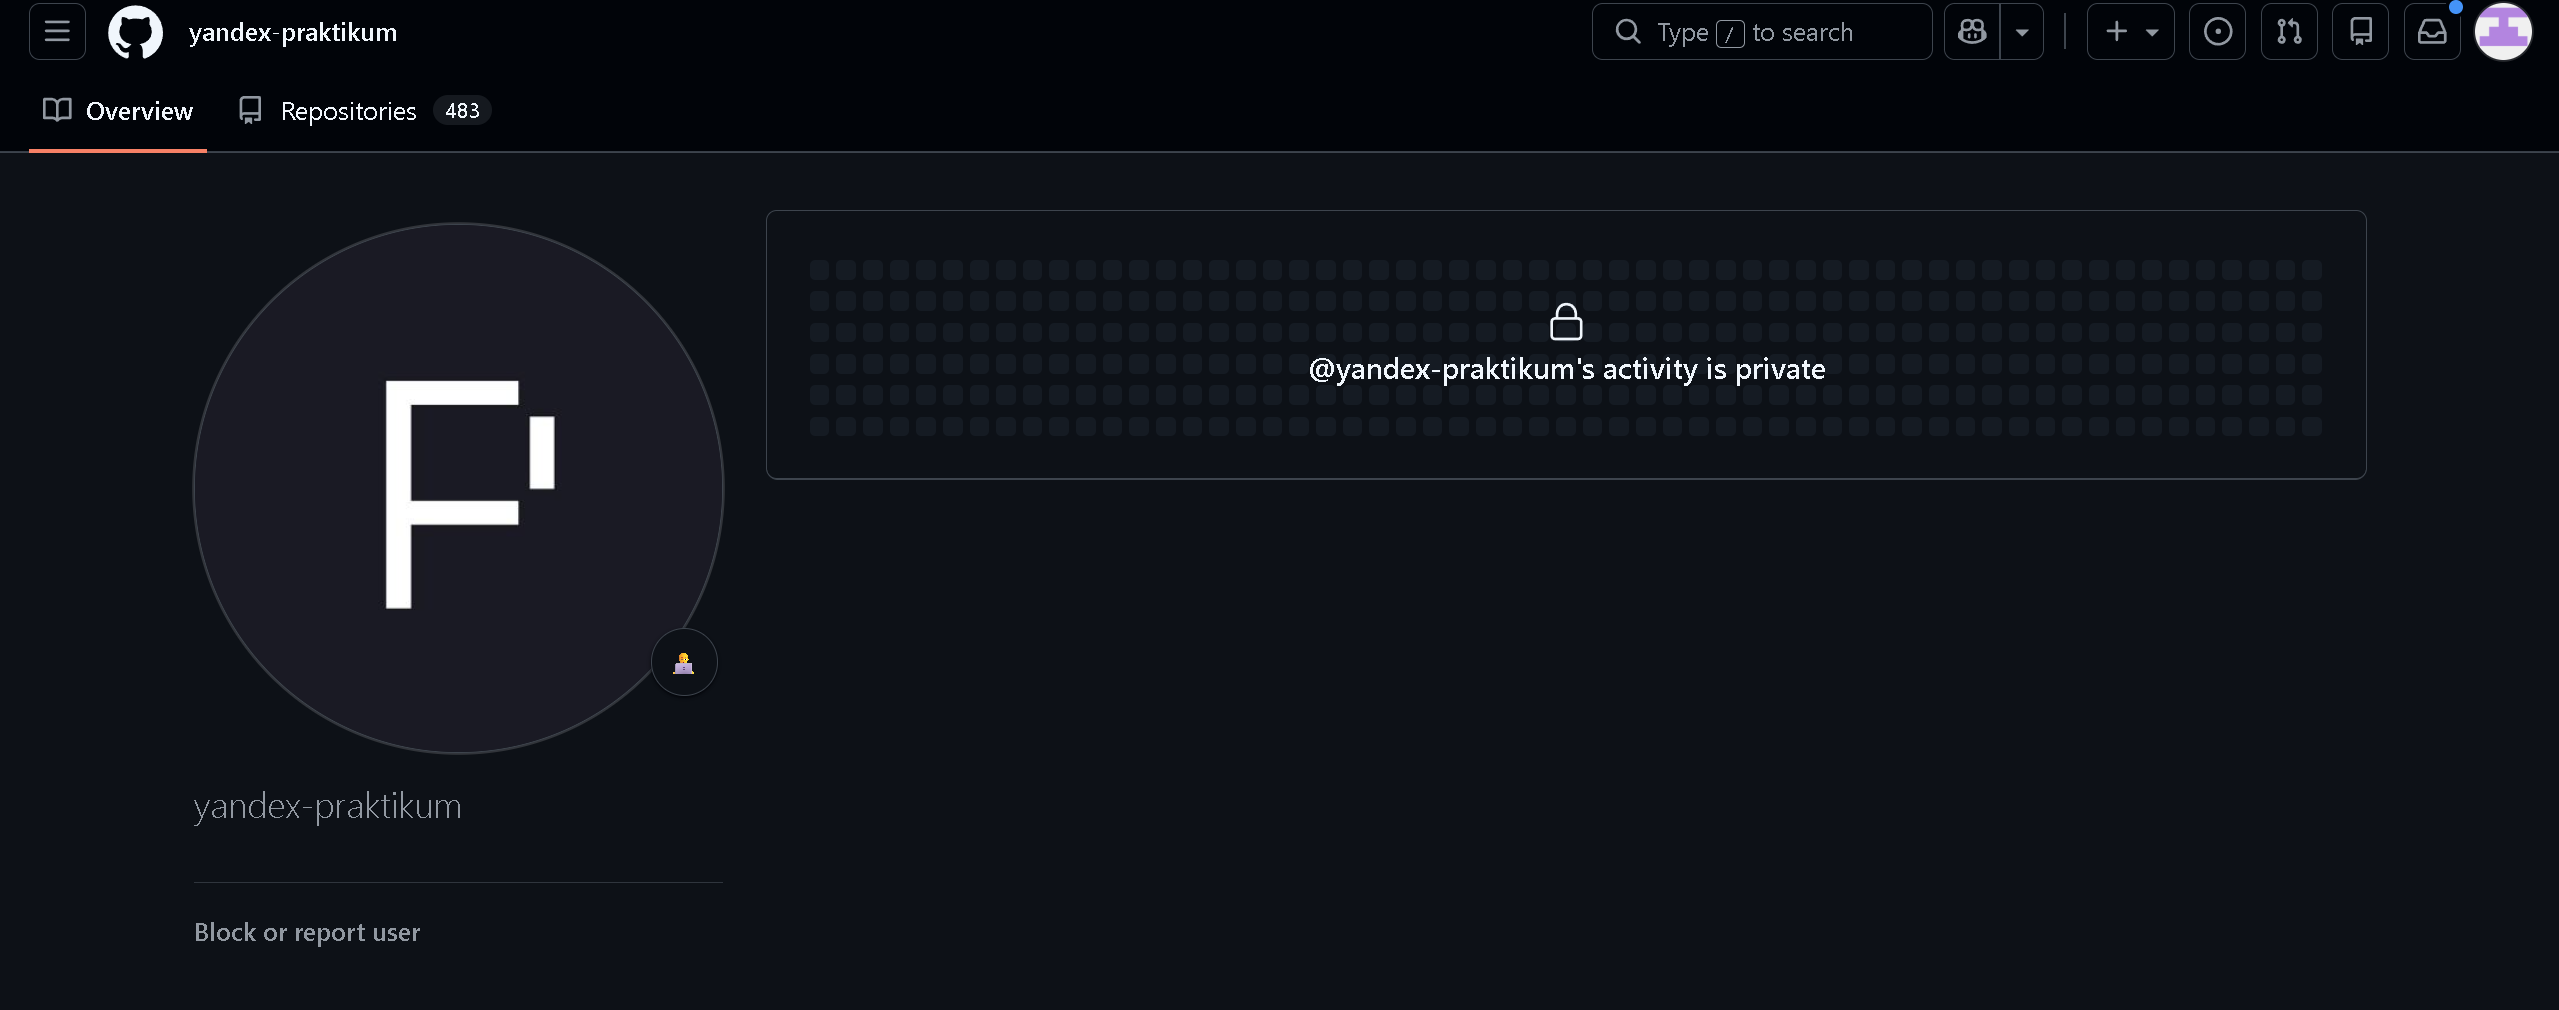 yandex-praktikum
Type / to search
Overview
Repositories 483
@yandex-praktikum's activity is private
P
yandex-praktikum
Block or report user